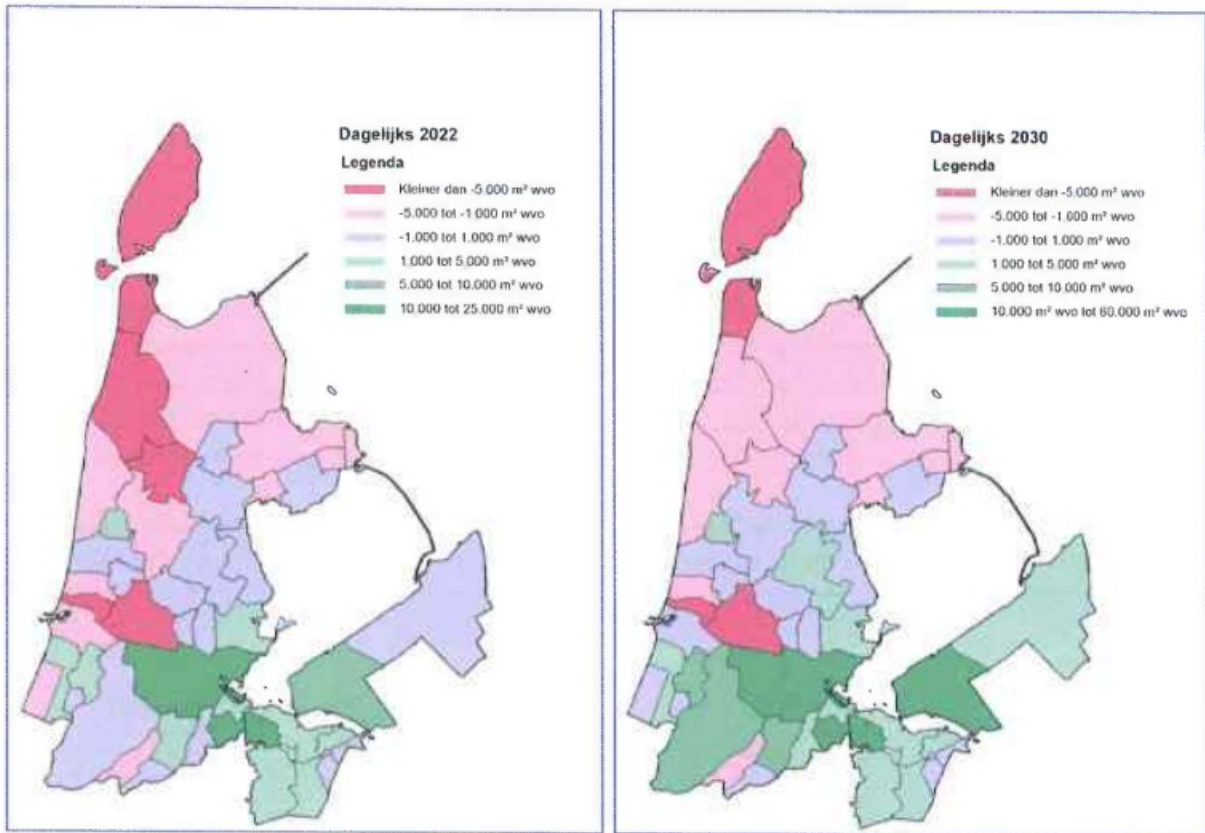 Dagelijks 2022
Legenda
Kleiner dan -5.000 m² wvo
-5.000 tot -1.000 m² wvo
-1.000 tot 1.000 m² wvo
1.000 tot 5.000 m² wvo
5.000 tot 10.000 m² wvo
10.000 tot 25.000 m² wvo
Dagelijks 2030
Legenda
Kleiner dan -5.000 m² wvo
-5.000 tot -1.000 m² wvo
-1.000 tot 1.000 m² wvo
1.000 tot 5.000 m² wvo
5.000 tot 10.000 m² wvo
10.000 m² wvo tot 60.000 m² wvo